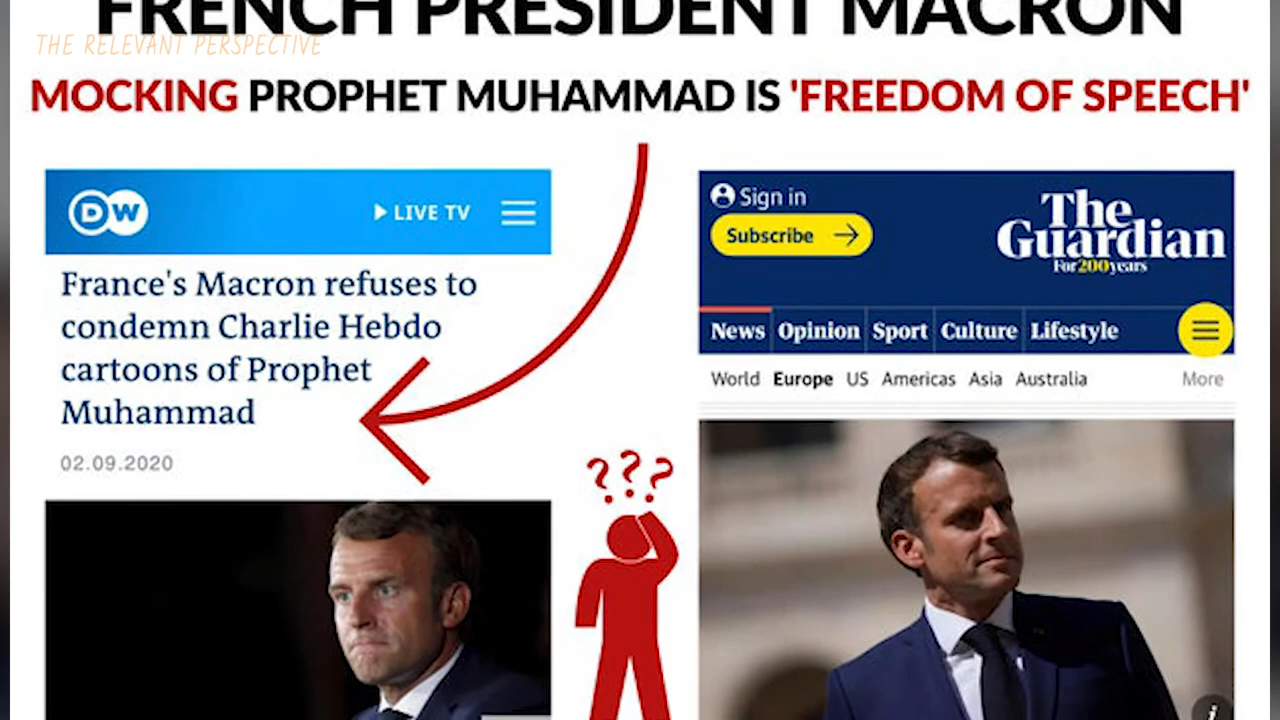 FRENCH PRESIDENT MACRON
THE RELEVANT PERSPECTIVE
MOCKING PROPHET MUHAMMAD IS 'FREEDOM OF SPEECH'
DW
LIVE TV
France's Macron refuses to
condemn Charlie Hebdo
cartoons of Prophet
Muhammad
02.09.2020
Sign in
Subscribe
The
Guardian
For 200 years
News
Opinion
Sport
Culture
Lifestyle
World
Europe
US
Americas
Asia
Australia
More
???
i